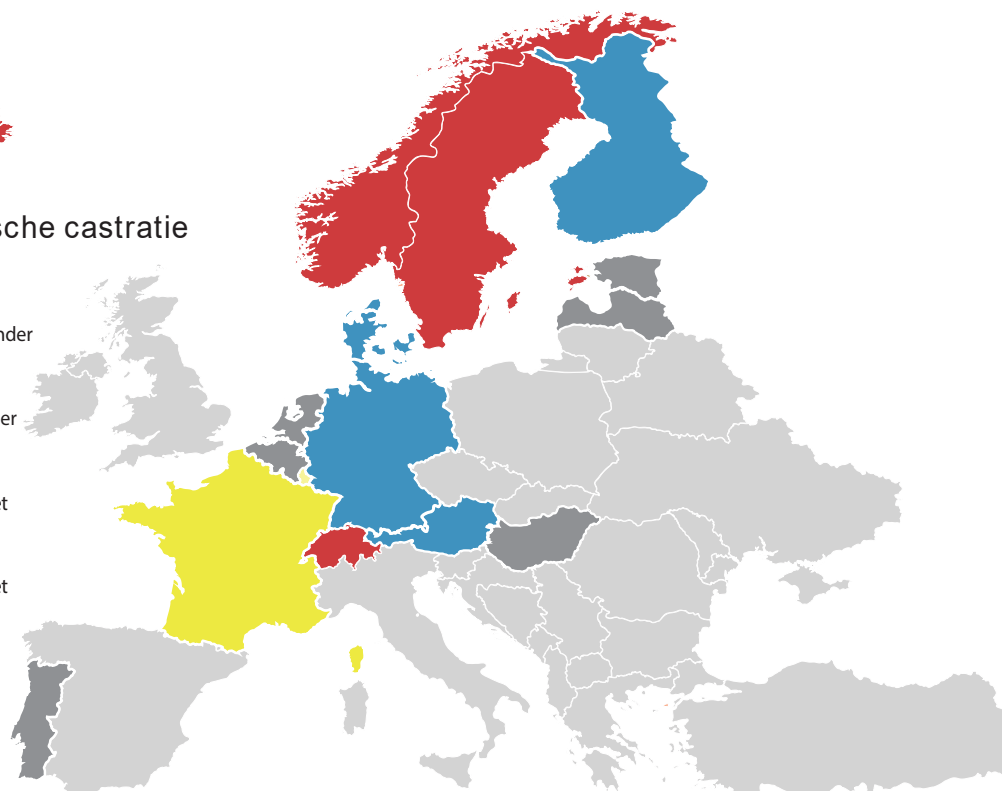 sche castratie
nder
er
et
et